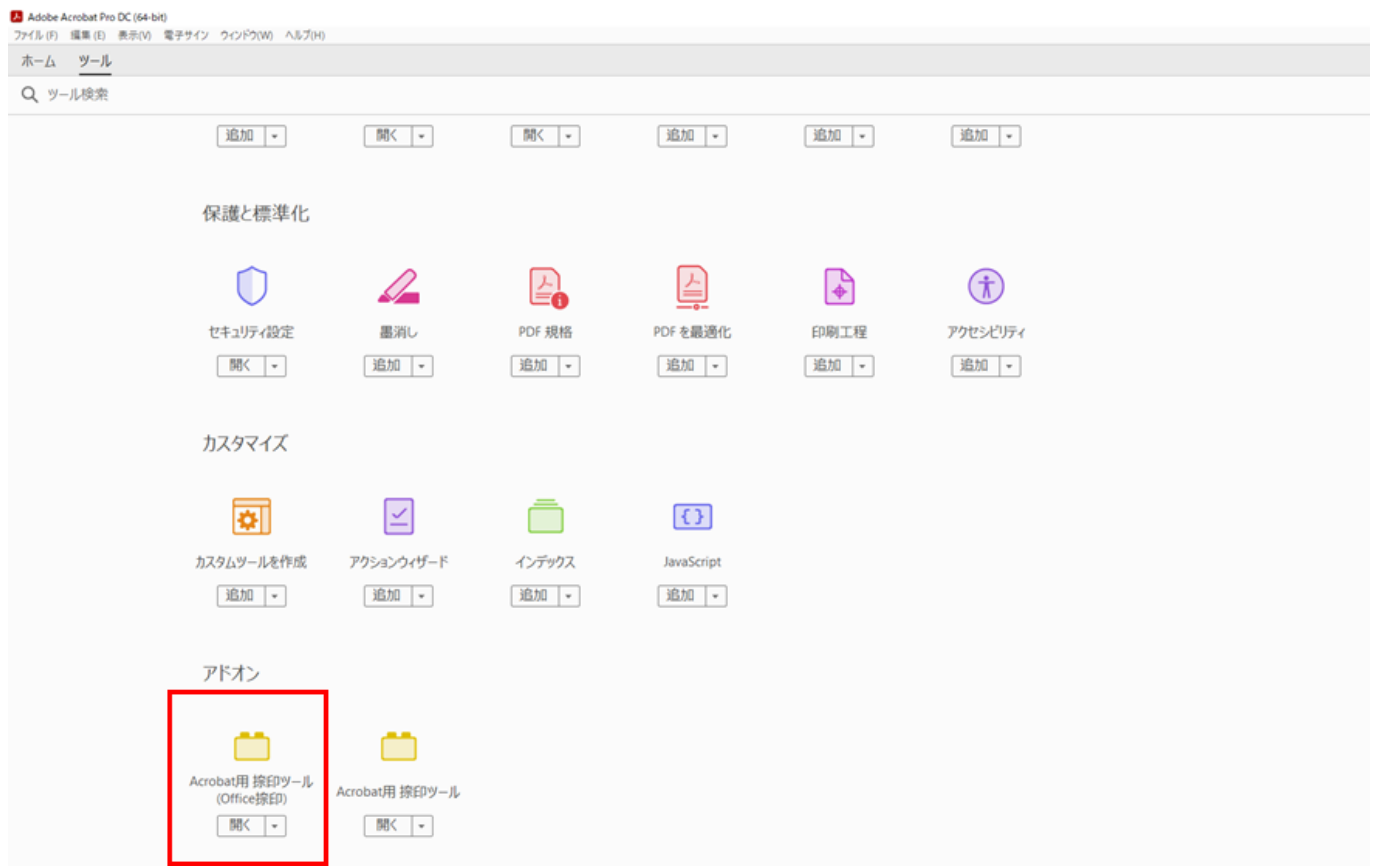 Adobe Acrobat Pro DC (64-bit)
ファイル(F) 編集(E) 表示(V) 電子サイン ウィンドウ(W) ヘルプ(H)
ホーム ツール
ツール検索
追加 開く 開く 追加 追加 追加
保護と標準化
セキュリティ設定 墨消し PDF 規格 PDF を最適化 印刷工程 アクセシビリティ
開く 追加 追加 追加 追加 追加
カスタマイズ
カスタムツールを作成 アクションウィザード インデックス JavaScript
追加 追加 追加 追加
アドオン
Acrobat用 捺印ツール
(Office捺印) Acrobat用 捺印ツール
開く 開く